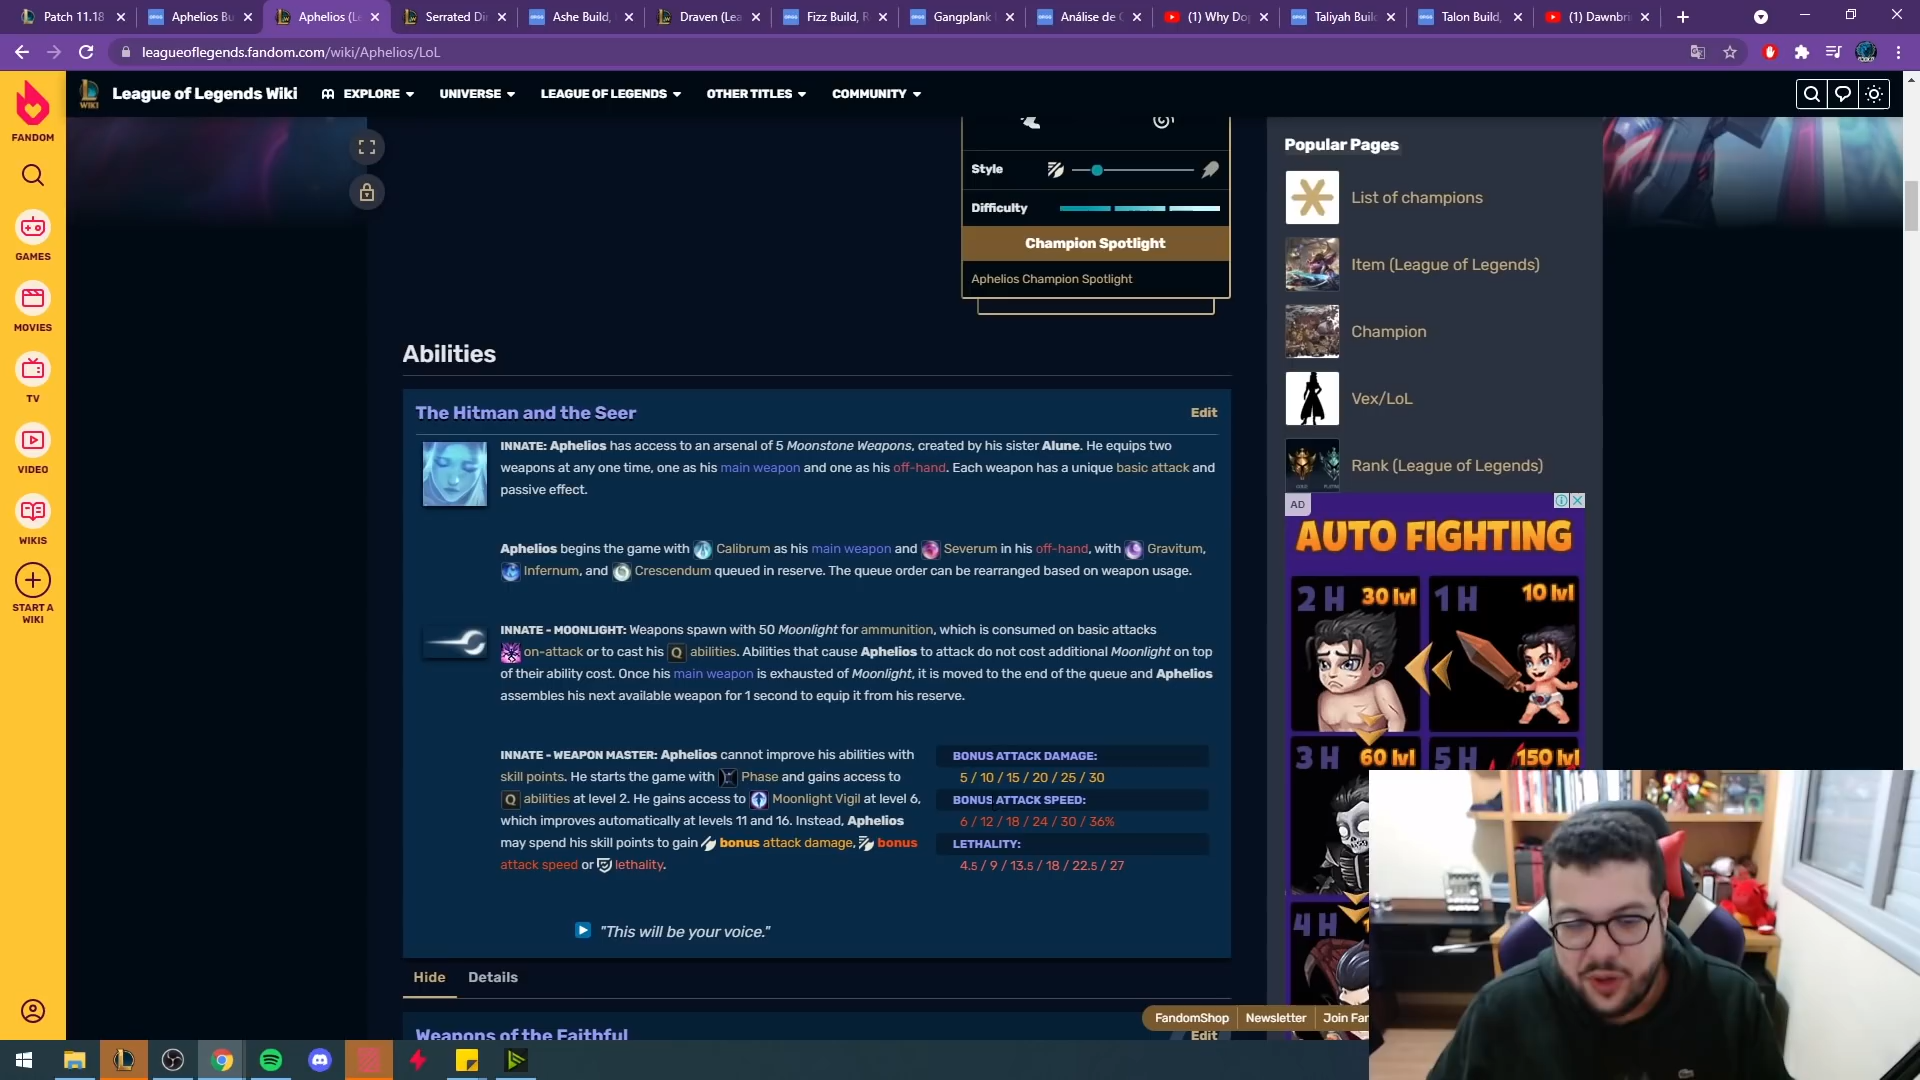 Patch 11.18
Aphelios Bu
Aphelios (Le
Serrated Dir
Ashe Build,
Draven (Lea
Fizz Build, R
Gangplank
Análise de
(1) Why Do
Taliyah Buil
Talon Build,
(1) Dawnbri
leagueoflegends.fandom.com/wiki/Aphelios/LoL
FANDOM
GAMES
MOVIES
TV
VIDEO
WIKIS
START A
WIKI
WIKI
League of Legends Wiki
EXPLORE
UNIVERSE
LEAGUE OF LEGENDS
OTHER TITLES
COMMUNITY
Style
Difficulty
Champion Spotlight
Aphelios Champion Spotlight
Abilities
The Hitman and the Seer
Edit
INNATE: Aphelios has access to an arsenal of 5 Moonstone Weapons, created by his sister Alune. He equips two
weapons at any one time, one as his main weapon and one as his off-hand. Each weapon has a unique basic attack and
passive effect.
Aphelios begins the game with Calibrum as his main weapon and Severum in his off-hand, with Gravitum,
Infernum, and Crescendum queued in reserve. The queue order can be rearranged based on weapon usage.
INNATE - MOONLIGHT: Weapons spawn with 50 Moonlight for ammunition, which is consumed on basic attacks
on-attack or to cast his Q abilities. Abilities that cause Aphelios to attack do not cost additional Moonlight on top
of their ability cost. Once his main weapon is exhausted of Moonlight, it is moved to the end of the queue and Aphelios
assembles his next available weapon for 1 second to equip it from his reserve.
INNATE - WEAPON MASTER: Aphelios cannot improve his abilities with
skill points. He starts the game with Phase and gains access to
Q abilities at level 2. He gains access to Moonlight Vigil at level 6,
which improves automatically at levels 11 and 16. Instead, Aphelios
may spend his skill points to gain bonus attack damage, bonus
attack speed or lethality.
BONUS ATTACK DAMAGE:
5 / 10 / 15 / 20 / 25 / 30
BONUS ATTACK SPEED:
6 / 12 / 18 / 24 / 30 / 36%
LETHALITY:
4.5 / 9 / 13.5 / 18 / 22.5 / 27
"This will be your voice."
Hide
Details
Weapons of the Faithful
Edit
Popular Pages
List of champions
Item (League of Legends)
Champion
Vex/LoL
Rank (League of Legends)
AD
AUTO FIGHTING
2 H
30 lvl
1 H
10 lvl
3 H
60 lvl
5 H
150 lvl
4 H
FandomShop
Newsletter
Join Fan